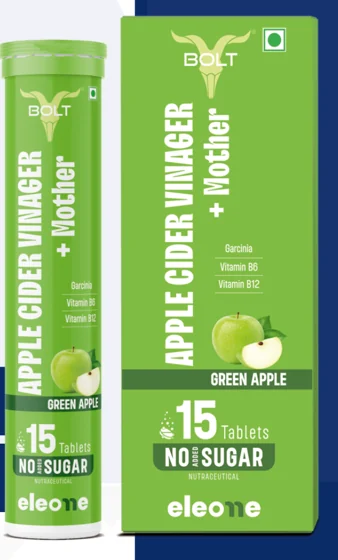 BOLT
APPLE CIDER VINAGER
+ Mother
Garcinia
Vitamin B6
Vitamin B12
GREEN APPLE
15 Tablets
NO ADDED SUGAR
NUTRACEUTICAL
eleone
BOLT
APPLE CIDER VINAGER
+ Mother
Garcinia
Vitamin B6
Vitamin B12
GREEN APPLE
15 Tablets
NO ADDED SUGAR
NUTRACEUTICAL
eleone